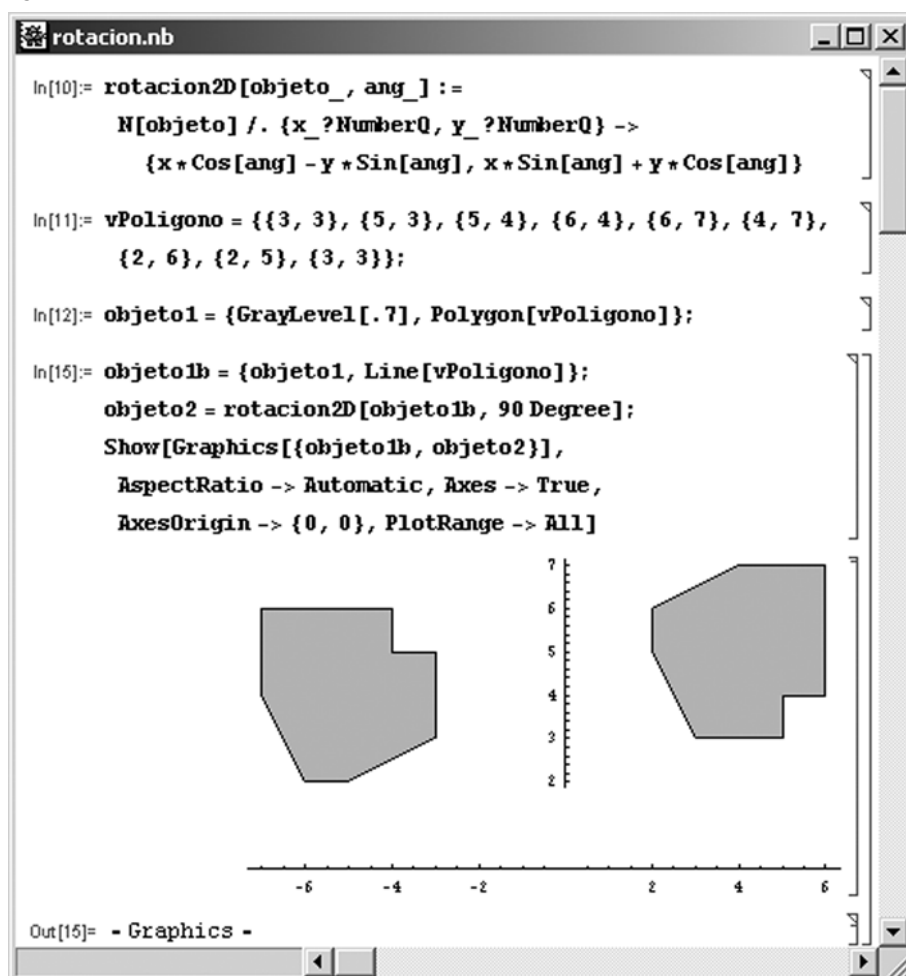 rotacion.nb
In[10]:= rotacion2D[objeto_, ang_] :=
N[objeto] /. {x_?NumberQ, y_?NumberQ} ->
{x*Cos[ang] - y*Sin[ang], x*Sin[ang] + y*Cos[ang]}
In[11]:= vPoligono = {{3, 3}, {5, 3}, {5, 4}, {6, 4}, {6, 7}, {4, 7},
{2, 6}, {2, 5}, {3, 3}};
In[12]:= objeto1 = {GrayLevel[.7], Polygon[vPoligono]};
In[15]:= objeto1b = {objeto1, Line[vPoligono]};
objeto2 = rotacion2D[objeto1b, 90 Degree];
Show[Graphics[{objeto1b, objeto2}],
AspectRatio -> Automatic, Axes -> True,
AxesOrigin -> {0, 0}, PlotRange -> All]
7
6
5
4
3
2
-6 -4 -2 2 4 6
Out[15]= - Graphics -